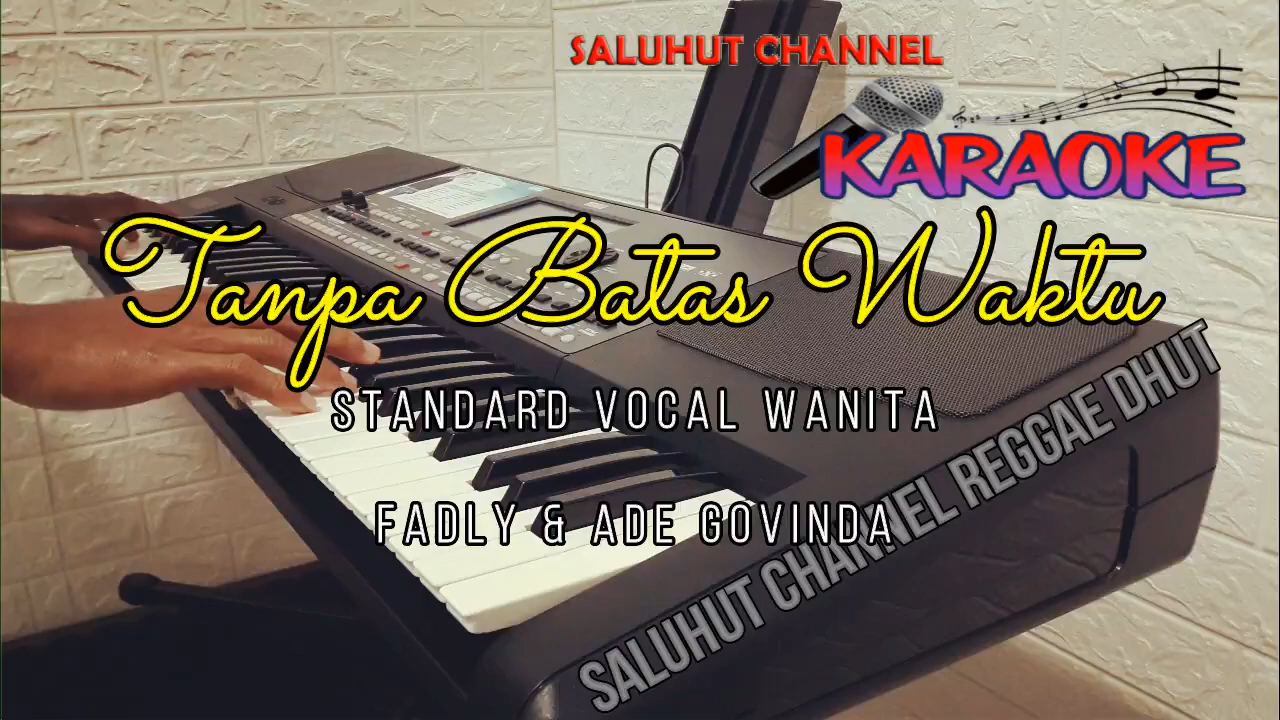 SALUHUT CHANNEL
KARAOKE
Tanpa Batas Waktu
STANDARD VOCAL WANITA
FADLY & ADE GOVINDA
SALUHUT CHANNEL REGGAE DHUT